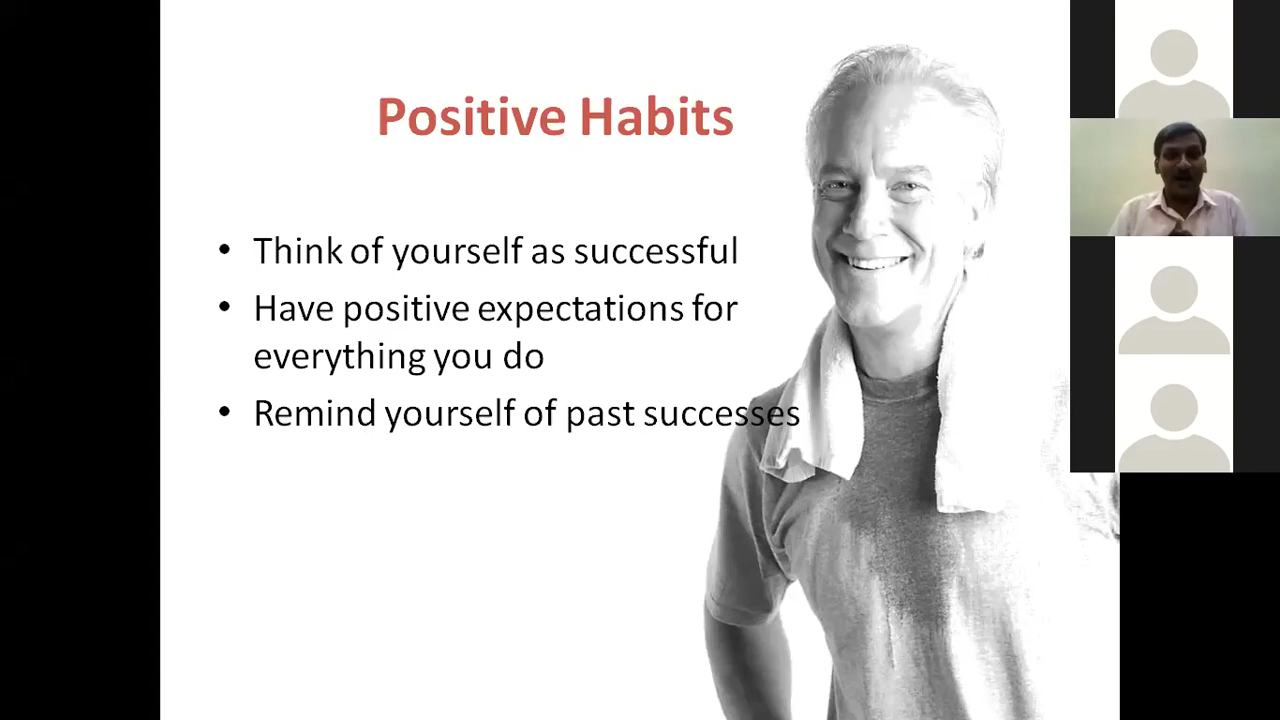 Positive Habits
• Think of yourself as successful
• Have positive expectations for
everything you do
• Remind yourself of past successes